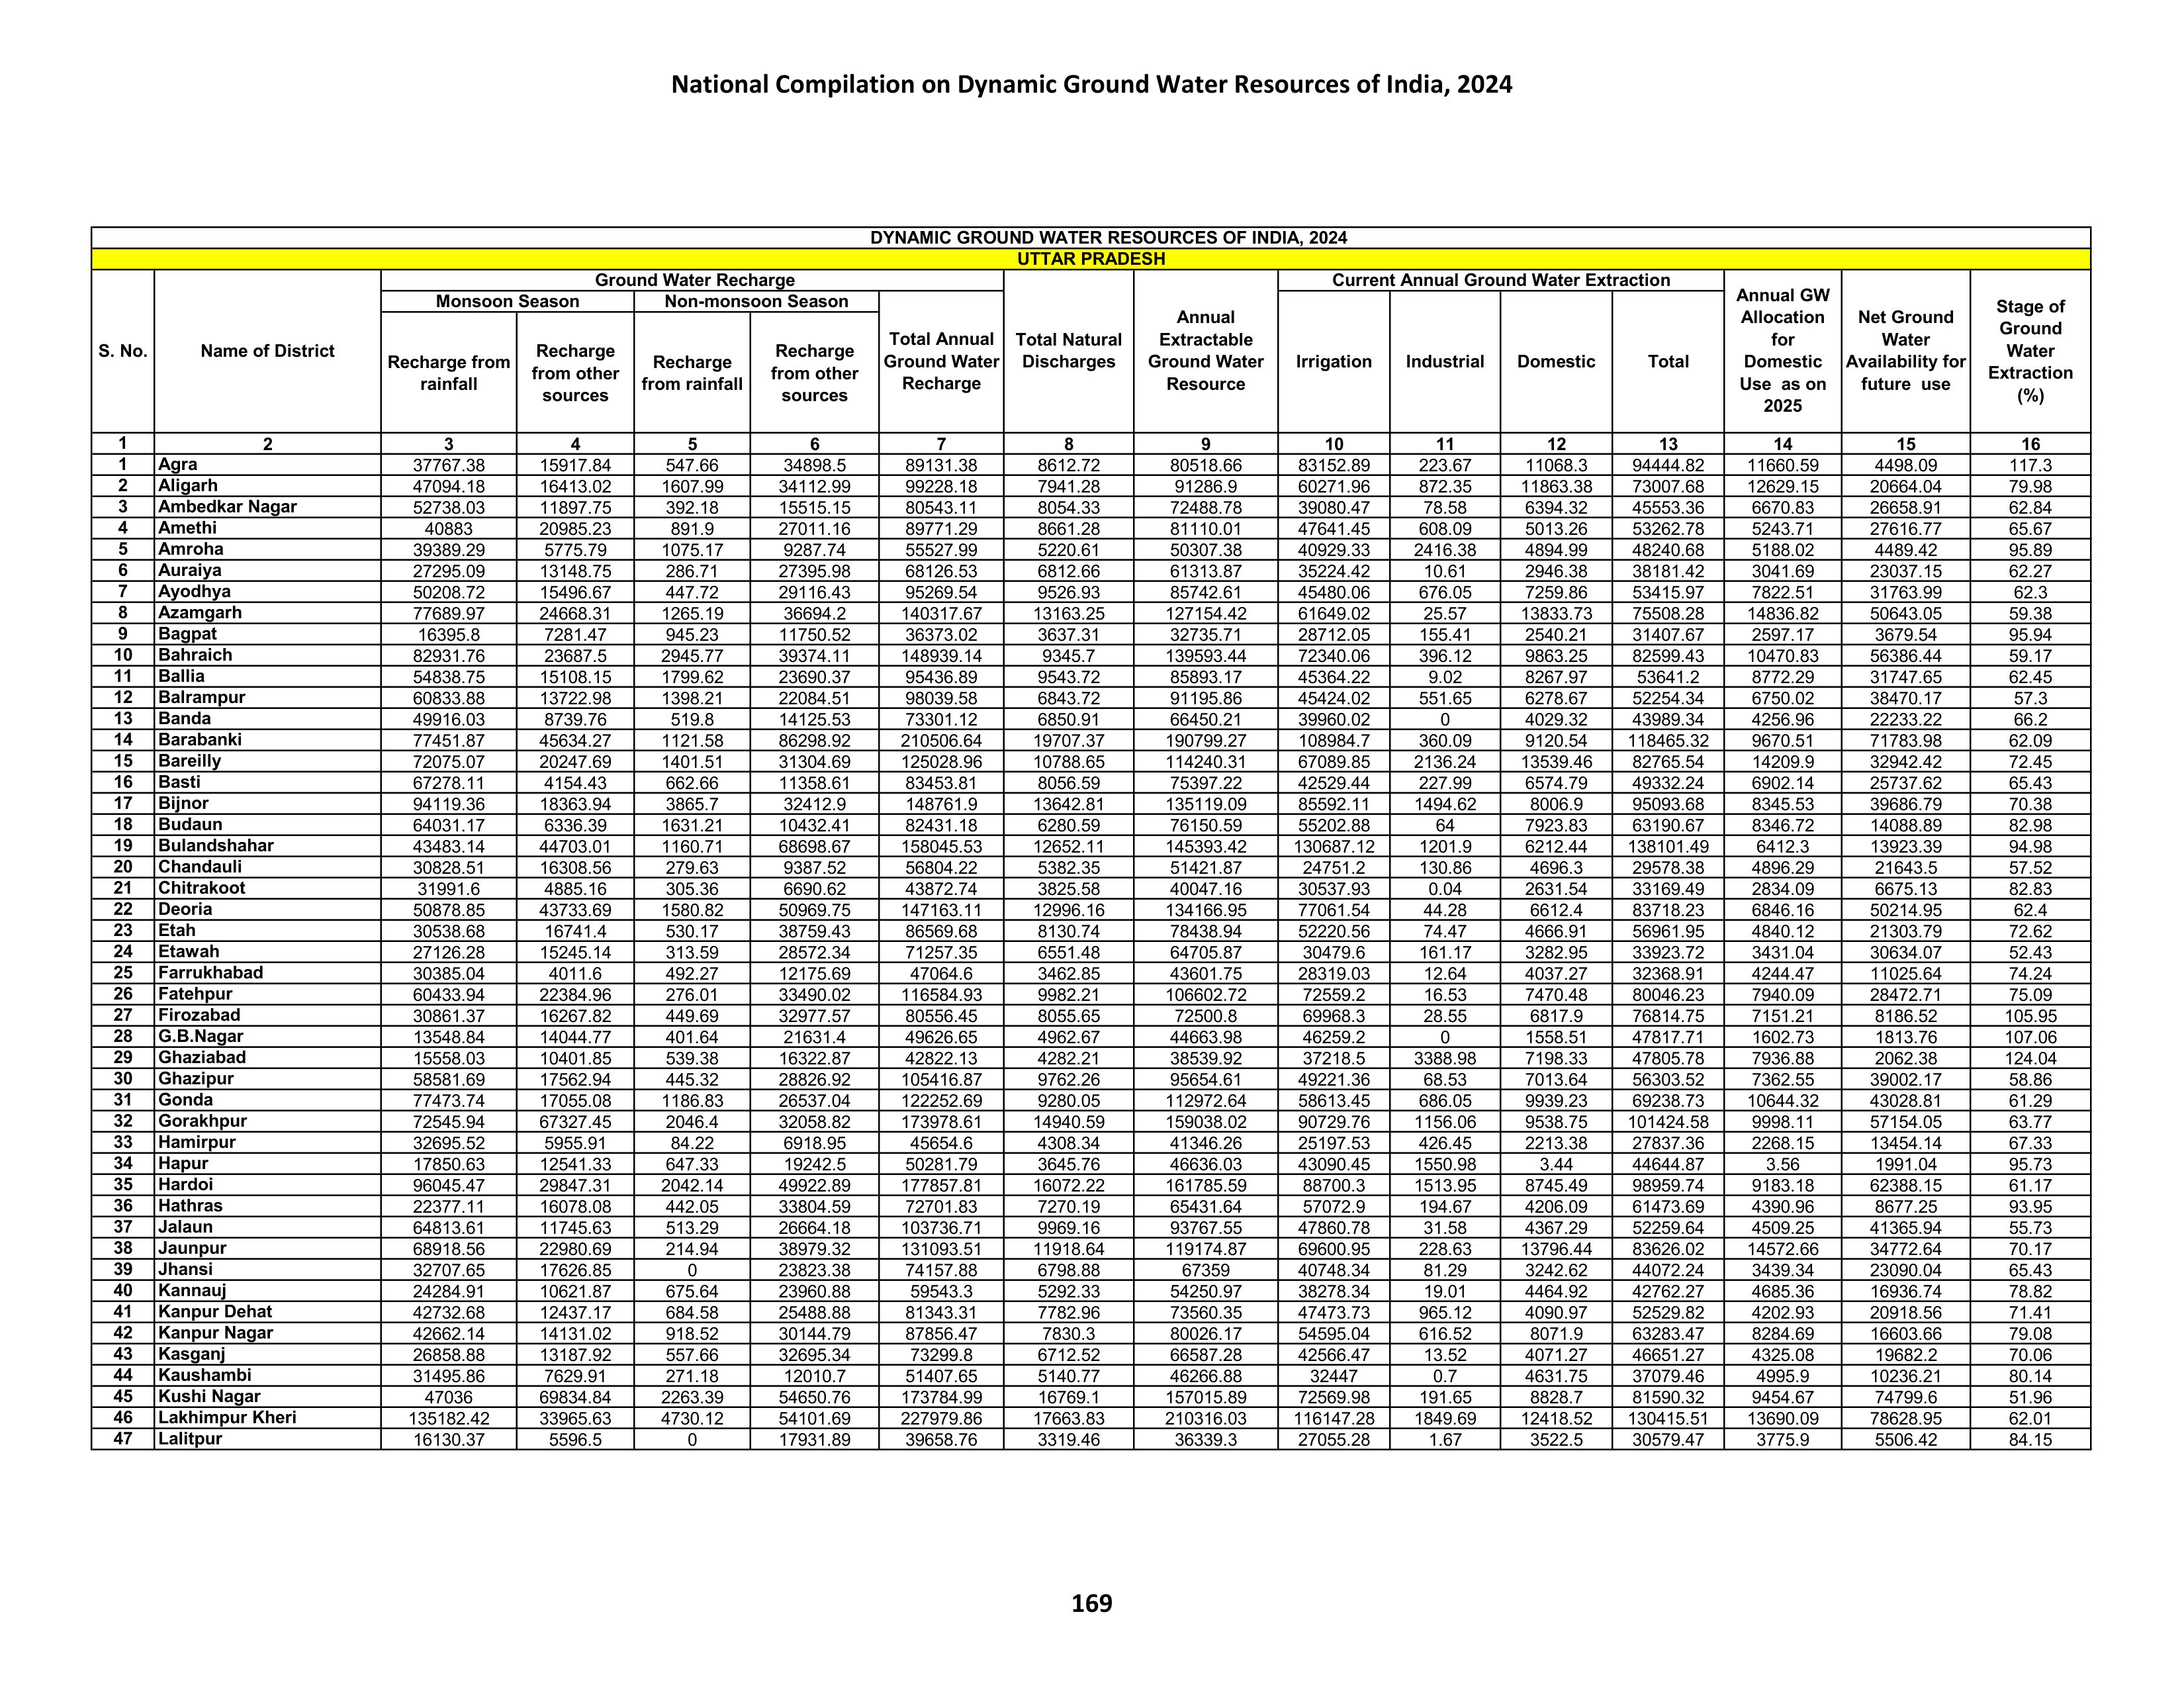 National Compilation on Dynamic Ground Water Resources of India, 2024
DYNAMIC GROUND WATER RESOURCES OF INDIA, 2024
UTTAR PRADESH
S. No. Name of District Ground Water Recharge Total Natural Discharges Annual Extractable Ground Water Resource Current Annual Ground Water Extraction Annual GW Allocation for Domestic Use as on 2025 Net Ground Water Availability for future use Stage of Ground Water Extraction (%)
Monsoon Season Non-monsoon Season Total Annual Ground Water Recharge Irrigation Industrial Domestic Total
Recharge from rainfall Recharge from other sources Recharge from rainfall Recharge from other sources
1 2 3 4 5 6 7 8 9 10 11 12 13 14 15 16
1 Agra 37767.38 15917.84 547.66 34898.5 89131.38 8612.72 80518.66 83152.89 223.67 11068.3 94444.82 11660.59 4498.09 117.3
2 Aligarh 47094.18 16413.02 1607.99 34112.99 99228.18 7941.28 91286.9 60271.96 872.35 11863.38 73007.68 12629.15 20664.04 79.98
3 Ambedkar Nagar 52738.03 11897.75 392.18 15515.15 80543.11 8054.33 72488.78 39080.47 78.58 6394.32 45553.36 6670.83 26658.91 62.84
4 Amethi 40883 20985.23 891.9 27011.16 89771.29 8661.28 81110.01 47641.45 608.09 5013.26 53262.78 5243.71 27616.77 65.67
5 Amroha 39389.29 5775.79 1075.17 9287.74 55527.99 5220.61 50307.38 40929.33 2416.38 4894.99 48240.68 5188.02 4489.42 95.89
6 Auraiya 27295.09 13148.75 286.71 27395.98 68126.53 6812.66 61313.87 35224.42 10.61 2946.38 38181.42 3041.69 23037.15 62.27
7 Ayodhya 50208.72 15496.67 447.72 29116.43 95269.54 9526.93 85742.61 45480.06 676.05 7259.86 53415.97 7822.51 31763.99 62.3
8 Azamgarh 77689.97 24668.31 1265.19 36694.2 140317.67 13163.25 127154.42 61649.02 25.57 13833.73 75508.28 14836.82 50643.05 59.38
9 Bagpat 16395.8 7281.47 945.23 11750.52 36373.02 3637.31 32735.71 28712.05 155.41 2540.21 31407.67 2597.17 3679.54 95.94
10 Bahraich 82931.76 23687.5 2945.77 39374.11 148939.14 9345.7 139593.44 72340.06 396.12 9863.25 82599.43 10470.83 56386.44 59.17
11 Ballia 54838.75 15108.15 1799.62 23690.37 95436.89 9543.72 85893.17 45364.22 9.02 8267.97 53641.2 8772.29 31747.65 62.45
12 Balrampur 60833.88 13722.98 1398.21 22084.51 98039.58 6843.72 91195.86 45424.02 551.65 6278.67 52254.34 6750.02 38470.17 57.3
13 Banda 49916.03 8739.76 519.8 14125.53 73301.12 6850.91 66450.21 39960.02 0 4029.32 43989.34 4256.96 22233.22 66.2
14 Barabanki 77451.87 45634.27 1121.58 86298.92 210506.64 19707.37 190799.27 108984.7 360.09 9120.54 118465.32 9670.51 71783.98 62.09
15 Bareilly 72075.07 20247.69 1401.51 31304.69 125028.96 10788.65 114240.31 67089.85 2136.24 13539.46 82765.54 14209.9 32942.42 72.45
16 Basti 67278.11 4154.43 662.66 11358.61 83453.81 8056.59 75397.22 42529.44 227.99 6574.79 49332.24 6902.14 25737.62 65.43
17 Bijnor 94119.36 18363.94 3865.7 32412.9 148761.9 13642.81 135119.09 85592.11 1494.62 8006.9 95093.68 8345.53 39686.79 70.38
18 Budaun 64031.17 6336.39 1631.21 10432.41 82431.18 6280.59 76150.59 55202.88 64 7923.83 63190.67 8346.72 14088.89 82.98
19 Bulandshahar 43483.14 44703.01 1160.71 68698.67 158045.53 12652.11 145393.42 130687.12 1201.9 6212.44 138101.49 6412.3 13923.39 94.98
20 Chandauli 30828.51 16308.56 279.63 9387.52 56804.22 5382.35 51421.87 24751.2 130.86 4696.3 29578.38 4896.29 21643.5 57.52
21 Chitrakoot 31991.6 4885.16 305.36 6690.62 43872.74 3825.58 40047.16 30537.93 0.04 2631.54 33169.49 2834.09 6675.13 82.83
22 Deoria 50878.85 43733.69 1580.82 50969.75 147163.11 12996.16 134166.95 77061.54 44.28 6612.4 83718.23 6846.16 50214.95 62.4
23 Etah 30538.68 16741.4 530.17 38759.43 86569.68 8130.74 78438.94 52220.56 74.47 4666.91 56961.95 4840.12 21303.79 72.62
24 Etawah 27126.28 15245.14 313.59 28572.34 71257.35 6551.48 64705.87 30479.6 161.17 3282.95 33923.72 3431.04 30634.07 52.43
25 Farrukhabad 30385.04 4011.6 492.27 12175.69 47064.6 3462.85 43601.75 28319.03 12.64 4037.27 32368.91 4244.47 11025.64 74.24
26 Fatehpur 60433.94 22384.96 276.01 33490.02 116584.93 9982.21 106602.72 72559.2 16.53 7470.48 80046.23 7940.09 28472.71 75.09
27 Firozabad 30861.37 16267.82 449.69 32977.57 80556.45 8055.65 72500.8 69968.3 28.55 6817.9 76814.75 7151.21 8186.52 105.95
28 G.B.Nagar 13548.84 14044.77 401.64 21631.4 49626.65 4962.67 44663.98 46259.2 0 1558.51 47817.71 1602.73 1813.76 107.06
29 Ghaziabad 15558.03 10401.85 539.38 16322.87 42822.13 4282.21 38539.92 37218.5 3388.98 7198.33 47805.78 7936.88 2062.38 124.04
30 Ghazipur 58581.69 17562.94 445.32 28826.92 105416.87 9762.26 95654.61 49221.36 68.53 7013.64 56303.52 7362.55 39002.17 58.86
31 Gonda 77473.74 17055.08 1186.83 26537.04 122252.69 9280.05 112972.64 58613.45 686.05 9939.23 69238.73 10644.32 43028.81 61.29
32 Gorakhpur 72545.94 67327.45 2046.4 32058.82 173978.61 14940.59 159038.02 90729.76 1156.06 9538.75 101424.58 9998.11 57154.05 63.77
33 Hamirpur 32695.52 5955.91 84.22 6918.95 45654.6 4308.34 41346.26 25197.53 426.45 2213.38 27837.36 2268.15 13454.14 67.33
34 Hapur 17850.63 12541.33 647.33 19242.5 50281.79 3645.76 46636.03 43090.45 1550.98 3.44 44644.87 3.56 1991.04 95.73
35 Hardoi 96045.47 29847.31 2042.14 49922.89 177857.81 16072.22 161785.59 88700.3 1513.95 8745.49 98959.74 9183.18 62388.15 61.17
36 Hathras 22377.11 16078.08 442.05 33804.59 72701.83 7270.19 65431.64 57072.9 194.67 4206.09 61473.69 4390.96 8677.25 93.95
37 Jalaun 64813.61 11745.63 513.29 26664.18 103736.71 9969.16 93767.55 47860.78 31.58 4367.29 52259.64 4509.25 41365.94 55.73
38 Jaunpur 68918.56 22980.69 214.94 38979.32 131093.51 11918.64 119174.87 69600.95 228.63 13796.44 83626.02 14572.66 34772.64 70.17
39 Jhansi 32707.65 17626.85 0 23823.38 74157.88 6798.88 67359 40748.34 81.29 3242.62 44072.24 3439.34 23090.04 65.43
40 Kannauj 24284.91 10621.87 675.64 23960.88 59543.3 5292.33 54250.97 38278.34 19.01 4464.92 42762.27 4685.36 16936.74 78.82
41 Kanpur Dehat 42732.68 12437.17 684.58 25488.88 81343.31 7782.96 73560.35 47473.73 965.12 4090.97 52529.82 4202.93 20918.56 71.41
42 Kanpur Nagar 42662.14 14131.02 918.52 30144.79 87856.47 7830.3 80026.17 54595.04 616.52 8071.9 63283.47 8284.69 16603.66 79.08
43 Kasganj 26858.88 13187.92 557.66 32695.34 73299.8 6712.52 66587.28 42566.47 13.52 4071.27 46651.27 4325.08 19682.2 70.06
44 Kaushambi 31495.86 7629.91 271.18 12010.7 51407.65 5140.77 46266.88 32447 0.7 4631.75 37079.46 4995.9 10236.21 80.14
45 Kushi Nagar 47036 69834.84 2263.39 54650.76 173784.99 16769.1 157015.89 72569.98 191.65 8828.7 81590.32 9454.67 74799.6 51.96
46 Lakhimpur Kheri 135182.42 33965.63 4730.12 54101.69 227979.86 17663.83 210316.03 116147.28 1849.69 12418.52 130415.51 13690.09 78628.95 62.01
47 Lalitpur 16130.37 5596.5 0 17931.89 39658.76 3319.46 36339.3 27055.28 1.67 3522.5 30579.47 3775.9 5506.42 84.15
169